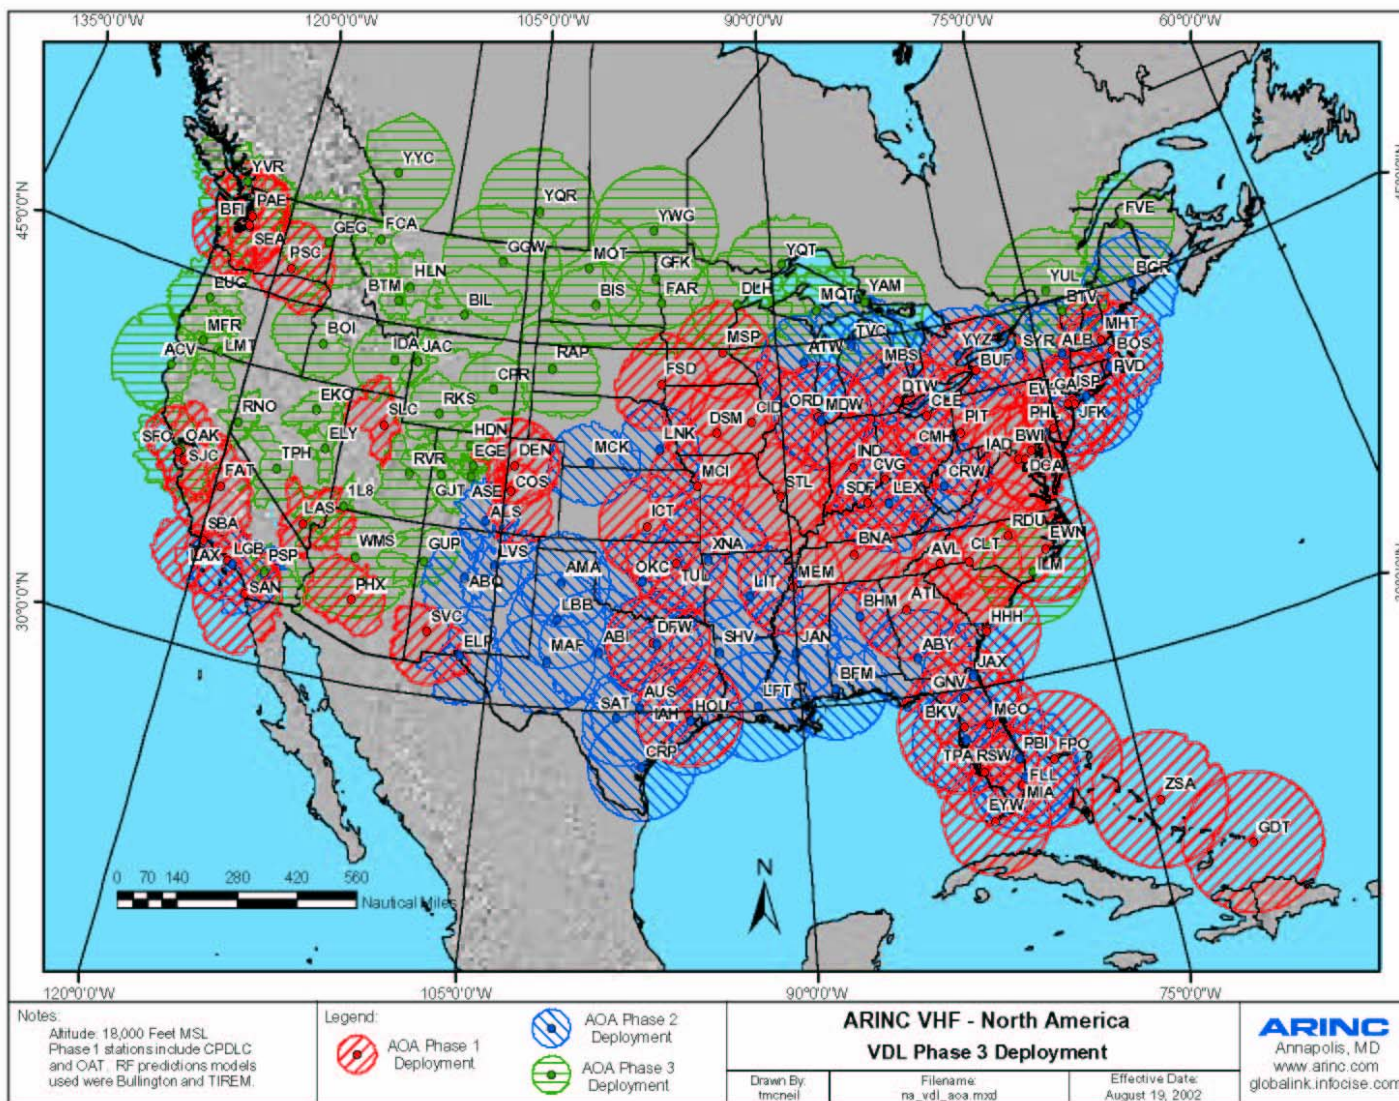 135°0'0"W 120°0'0"W 105°0'0"W 90°0'0"W 75°0'0"W 60°0'0"W
45°0'0"N
30°0'0"N
YVR
PAE
BFI
SEA
PSC
GEG
FCA
YYC
YQR
YWG
GGW
MOT
GFK
YQT
FVE
HLN
BTM
BIL
BIS
FAR
DLH
MQT
YAM
YUL
BGR
BTV
MFR
LMT
ACV
BOI
IDA
JAC
RAP
CPR
MSP
FSD
ATW
TVC
MBS
YYZ
BUF
SYR
ALB
MHT
BOS
PVD
RNO
EKO
SLC
RKS
ELY
HDN
EGE
DEN
COS
MCK
LNK
DSM
CID
ORD
MDW
DTW
CLE
PIT
PHL
JFK
SFO
OAK
SJC
FAT
TPH
RVR
GJT
ASE
ALS
MCI
STL
IND
CVG
SDF
LEX
CMH
CRW
IAD
BWI
DCA
1L8
LAS
SBA
LAX
LGB
PSP
SAN
WMS
GUP
PHX
LVS
ABQ
AMA
ICT
OKC
TUL
XNA
LIT
MEM
BNA
AVL
CLT
RDU
EWN
ILM
SVC
ELP
LBB
MAF
ABI
DFW
SHV
JAN
BHM
ATL
ABY
HHH
JAX
GNV
SAT
AUS
IAH
HOU
LFT
BFM
CRP
BKV
MCO
TPA
RSW
PBI
FPO
FLL
MIA
EYW
ZSA
GDT
0 70 140 280 420 560
Nautical Miles
N
120°0'0"W 105°0'0"W 90°0'0"W 75°0'0"W
Notes:
Altitude: 18,000 Feet MSL
Phase 1 stations include CPDLC
and OAT. RF predictions models
used were Bullington and TIREM.
Legend:
AOA Phase 1
Deployment
AOA Phase 2
Deployment
AOA Phase 3
Deployment
ARINC VHF - North America
VDL Phase 3 Deployment
Drawn By:
tmcneil
Filename:
na_vdl_aoa.mxd
Effective Date:
August 19, 2002
ARINC
Annapolis, MD
www.arinc.com
globalink.infocise.com